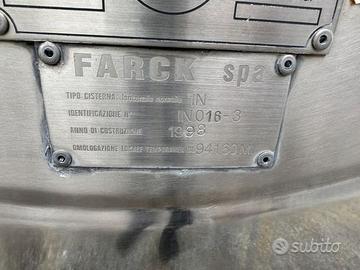 FARCK spa
TIPO CISTERNA IN
IDENTIFICAZIONE N° IN016-3
ANNO DI COSTRUZIONE 1998
OMOLOGAZIONE
subito